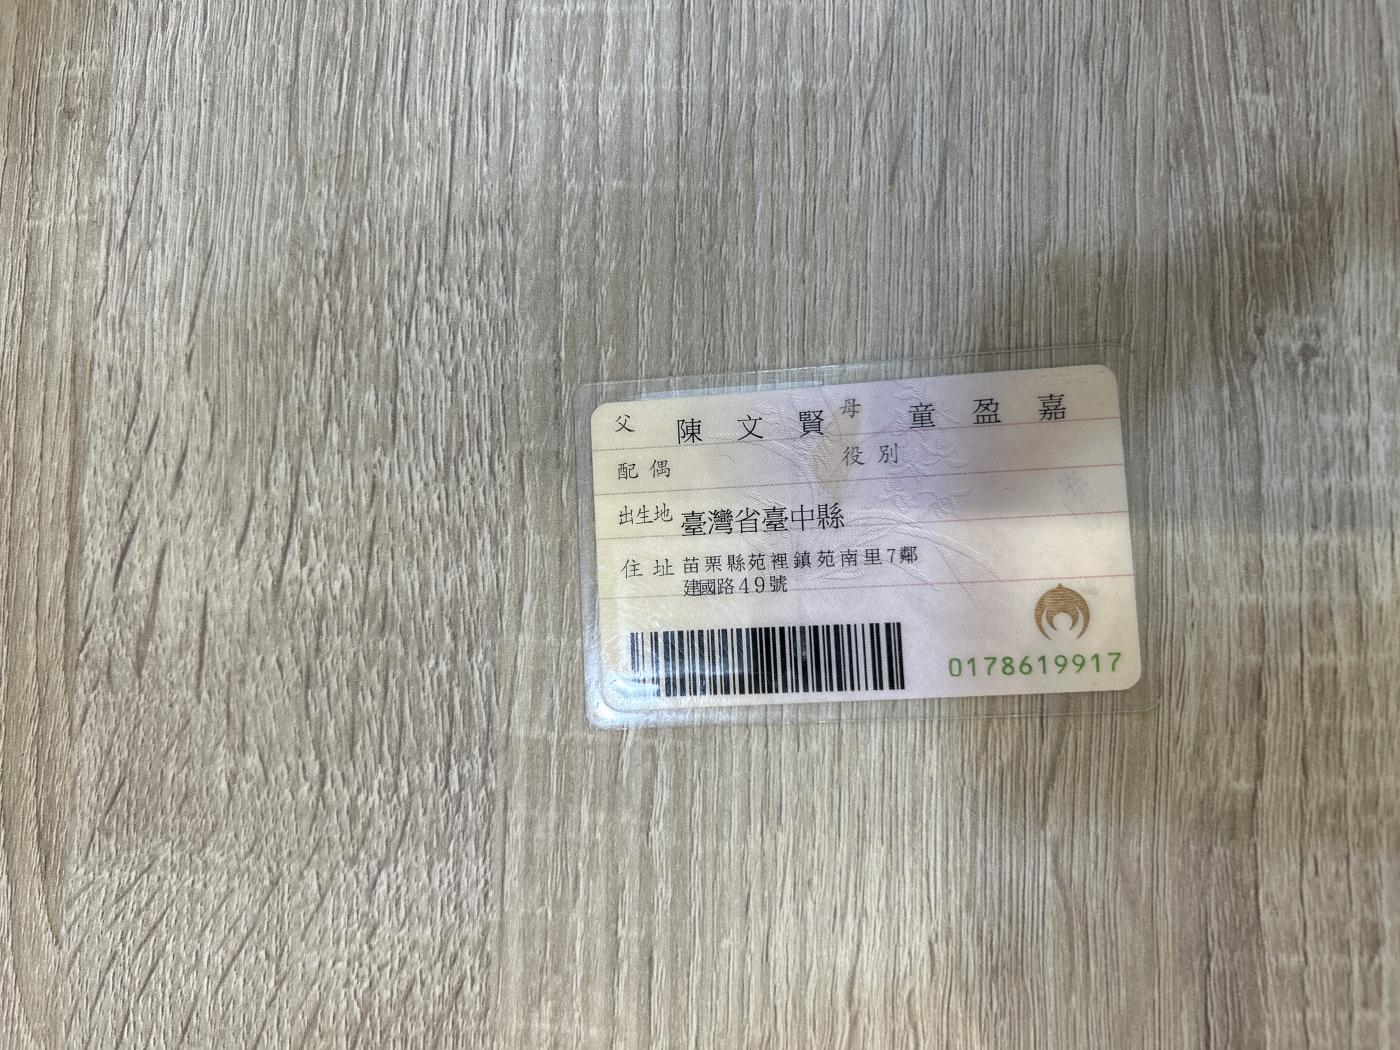 父 陳文賢 母 童盈嘉
配偶 役別
出生地 臺灣省臺中縣
住址 苗栗縣苑裡鎮苑南里7鄰
建國路49號
0178619917